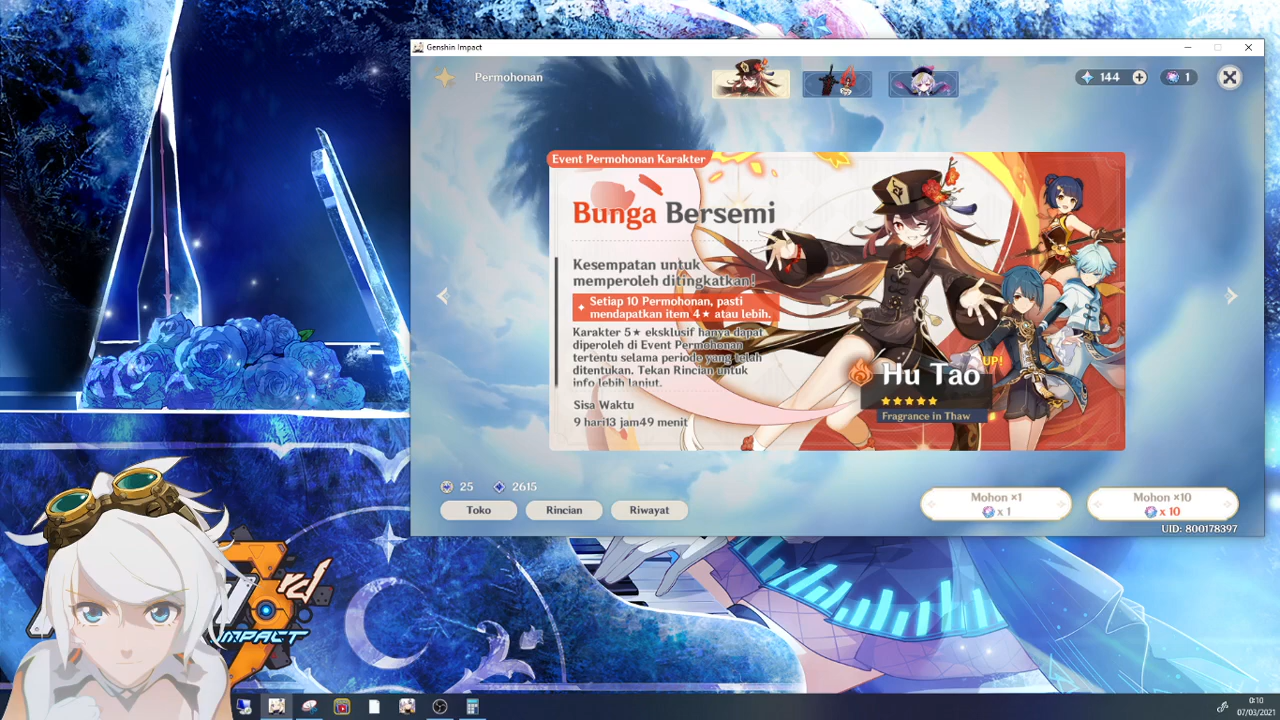 Genshin Impact
Permohonan
144
1
Event Permohonan Karakter
Bunga Bersemi
Kesempatan untuk
memperoleh ditingkatkan!
Setiap 10 Permohonan, pasti
mendapatkan item 4★ atau lebih.
Karakter 5★ eksklusif hanya dapat
diperoleh di Event Permohonan
tertentu selama periode yang telah
ditentukan. Tekan Rincian untuk
info lebih lanjut.
Sisa Waktu
9 hari13 jam49 menit
UP!
Hu Tao
Fragrance in Thaw
25
2615
Toko
Rincian
Riwayat
Mohon ×1
x 1
Mohon ×10
x 10
UID: 800178397
3rd
IMPACT
0:10
07/03/2021